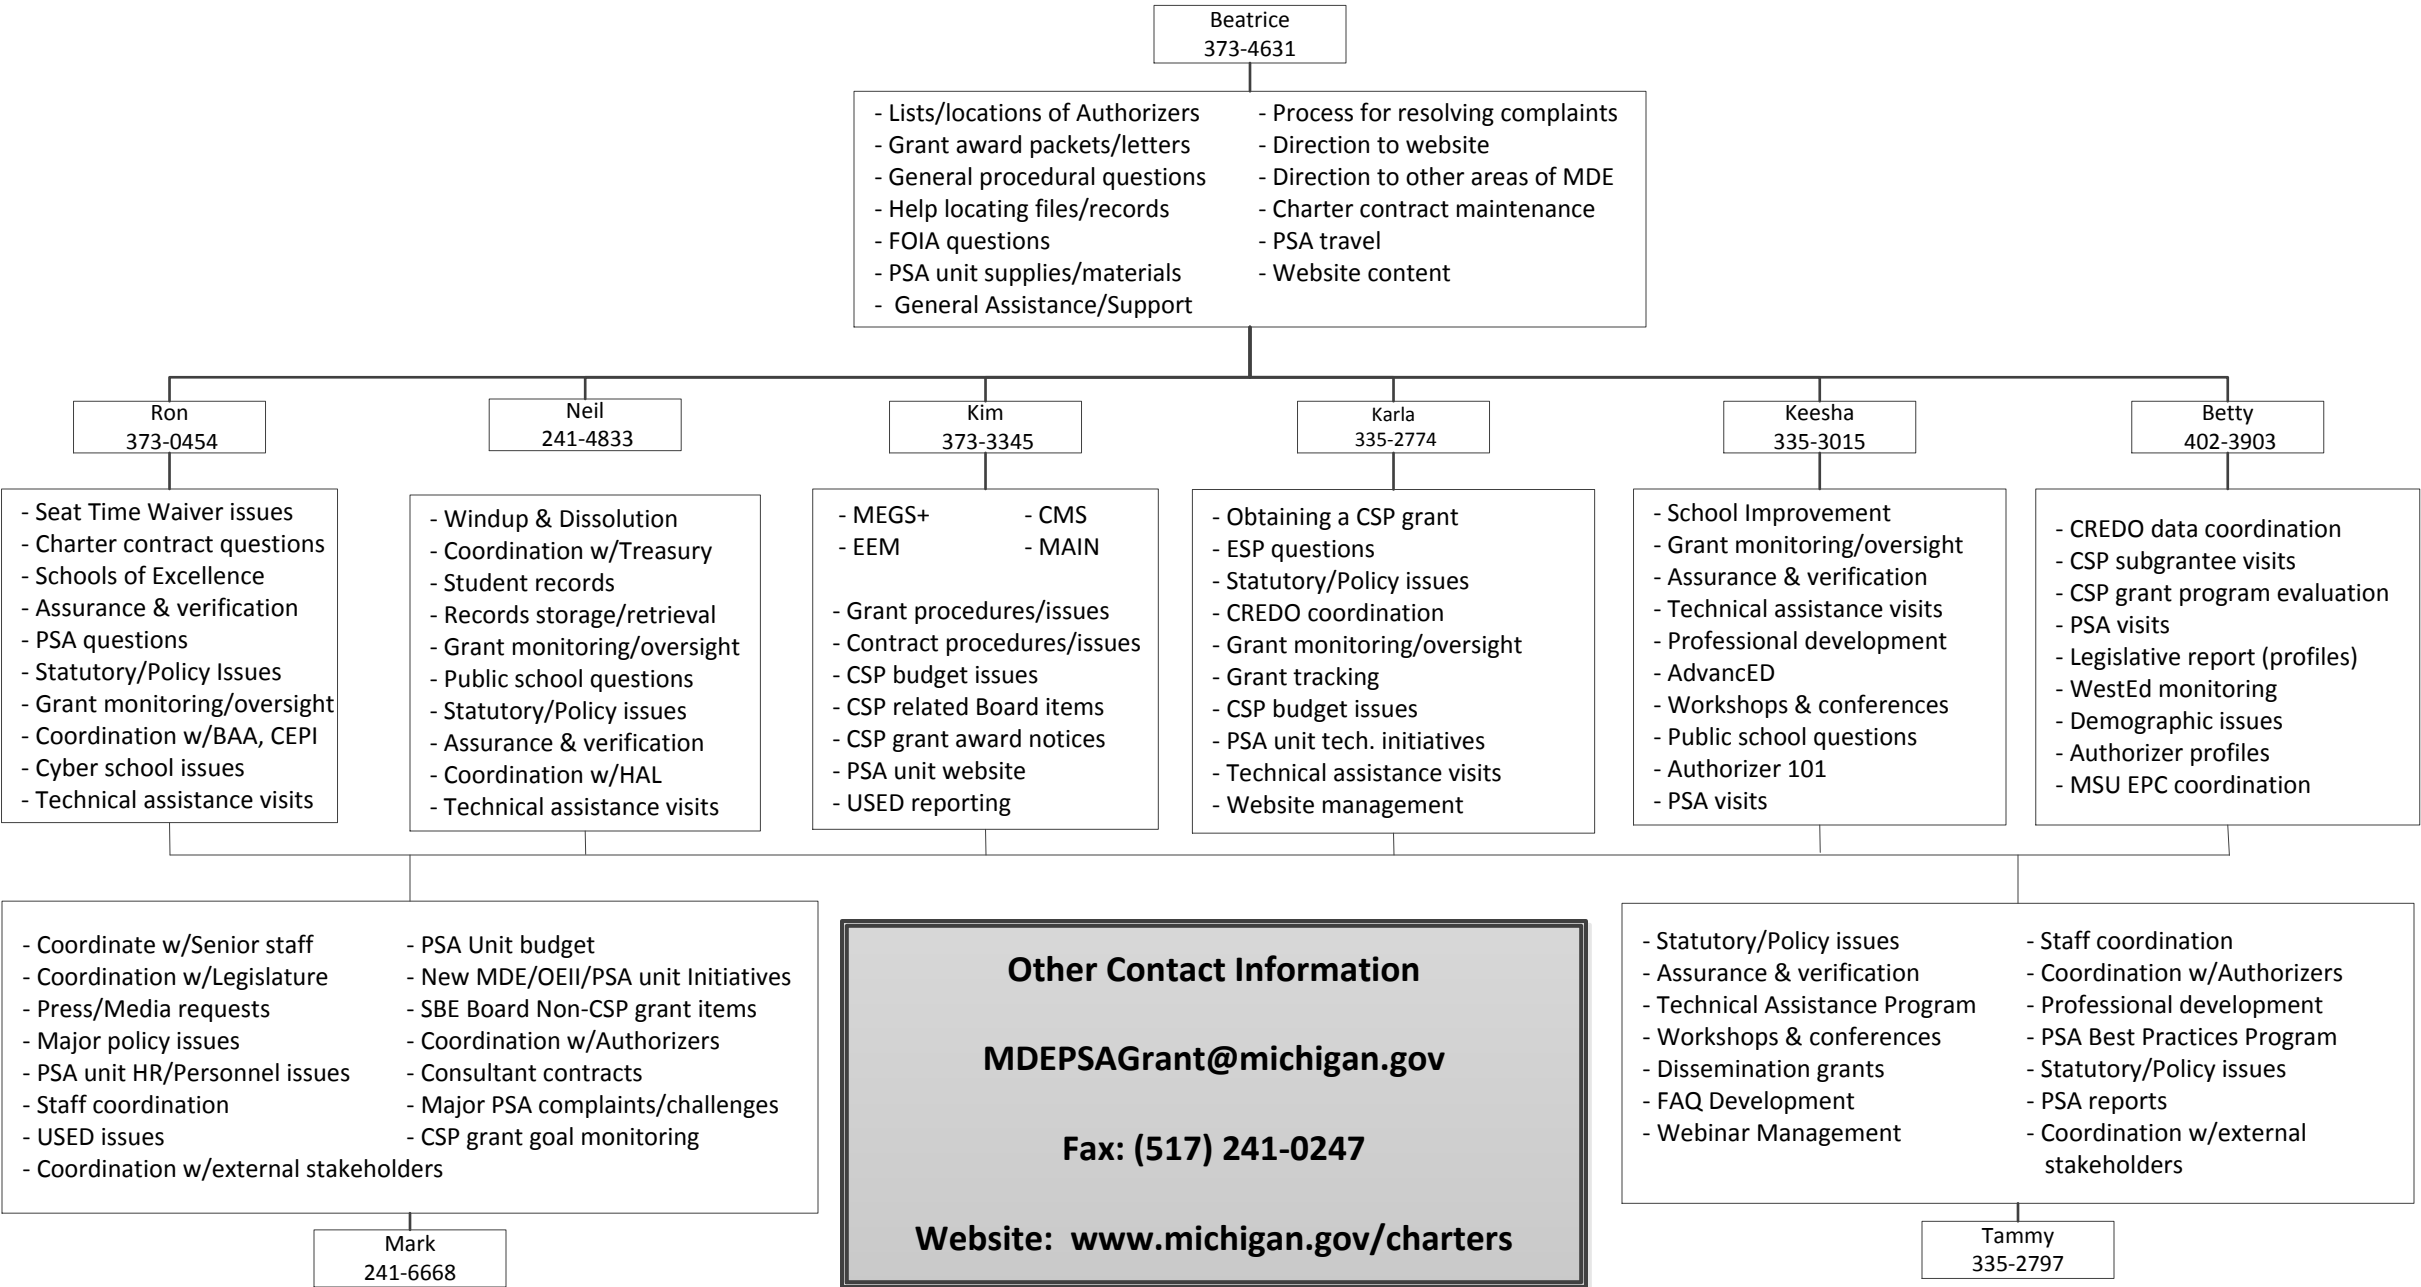 Beatrice
373-4631
- Lists/locations of Authorizers
- Grant award packets/letters
- General procedural questions
- Help locating files/records
- FOIA questions
- PSA unit supplies/materials
- General Assistance/Support
- Process for resolving complaints
- Direction to website
- Direction to other areas of MDE
- Charter contract maintenance
- PSA travel
- Website content
Ron
373-0454
- Seat Time Waiver issues
- Charter contract questions
- Schools of Excellence
- Assurance & verification
- PSA questions
- Statutory/Policy Issues
- Grant monitoring/oversight
- Coordination w/BAA, CEPI
- Cyber school issues
- Technical assistance visits
Neil
241-4833
- Windup & Dissolution
- Coordination w/Treasury
- Student records
- Records storage/retrieval
- Grant monitoring/oversight
- Public school questions
- Statutory/Policy issues
- Assurance & verification
- Coordination w/HAL
- Technical assistance visits
Kim
373-3345
- MEGS+
- EEM
- CMS
- MAIN
- Grant procedures/issues
- Contract procedures/issues
- CSP budget issues
- CSP related Board items
- CSP grant award notices
- PSA unit website
- USED reporting
Karla
335-2774
- Obtaining a CSP grant
- ESP questions
- Statutory/Policy issues
- CREDO coordination
- Grant monitoring/oversight
- Grant tracking
- CSP budget issues
- PSA unit tech. initiatives
- Technical assistance visits
- Website management
Keesha
335-3015
- School Improvement
- Grant monitoring/oversight
- Assurance & verification
- Technical assistance visits
- Professional development
- AdvancED
- Workshops & conferences
- Public school questions
- Authorizer 101
- PSA visits
Betty
402-3903
- CREDO data coordination
- CSP subgrantee visits
- CSP grant program evaluation
- PSA visits
- Legislative report (profiles)
- WestEd monitoring
- Demographic issues
- Authorizer profiles
- MSU EPC coordination
- Coordinate w/Senior staff
- Coordination w/Legislature
- Press/Media requests
- Major policy issues
- PSA unit HR/Personnel issues
- Staff coordination
- USED issues
- Coordination w/external stakeholders
- PSA Unit budget
- New MDE/OEII/PSA unit Initiatives
- SBE Board Non-CSP grant items
- Coordination w/Authorizers
- Consultant contracts
- Major PSA complaints/challenges
- CSP grant goal monitoring
Mark
241-6668
Other Contact Information
MDEPSAGrant@michigan.gov
Fax: (517) 241-0247
Website: www.michigan.gov/charters
- Statutory/Policy issues
- Assurance & verification
- Technical Assistance Program
- Workshops & conferences
- Dissemination grants
- FAQ Development
- Webinar Management
- Staff coordination
- Coordination w/Authorizers
- Professional development
- PSA Best Practices Program
- Statutory/Policy issues
- PSA reports
- Coordination w/external
stakeholders
Tammy
335-2797